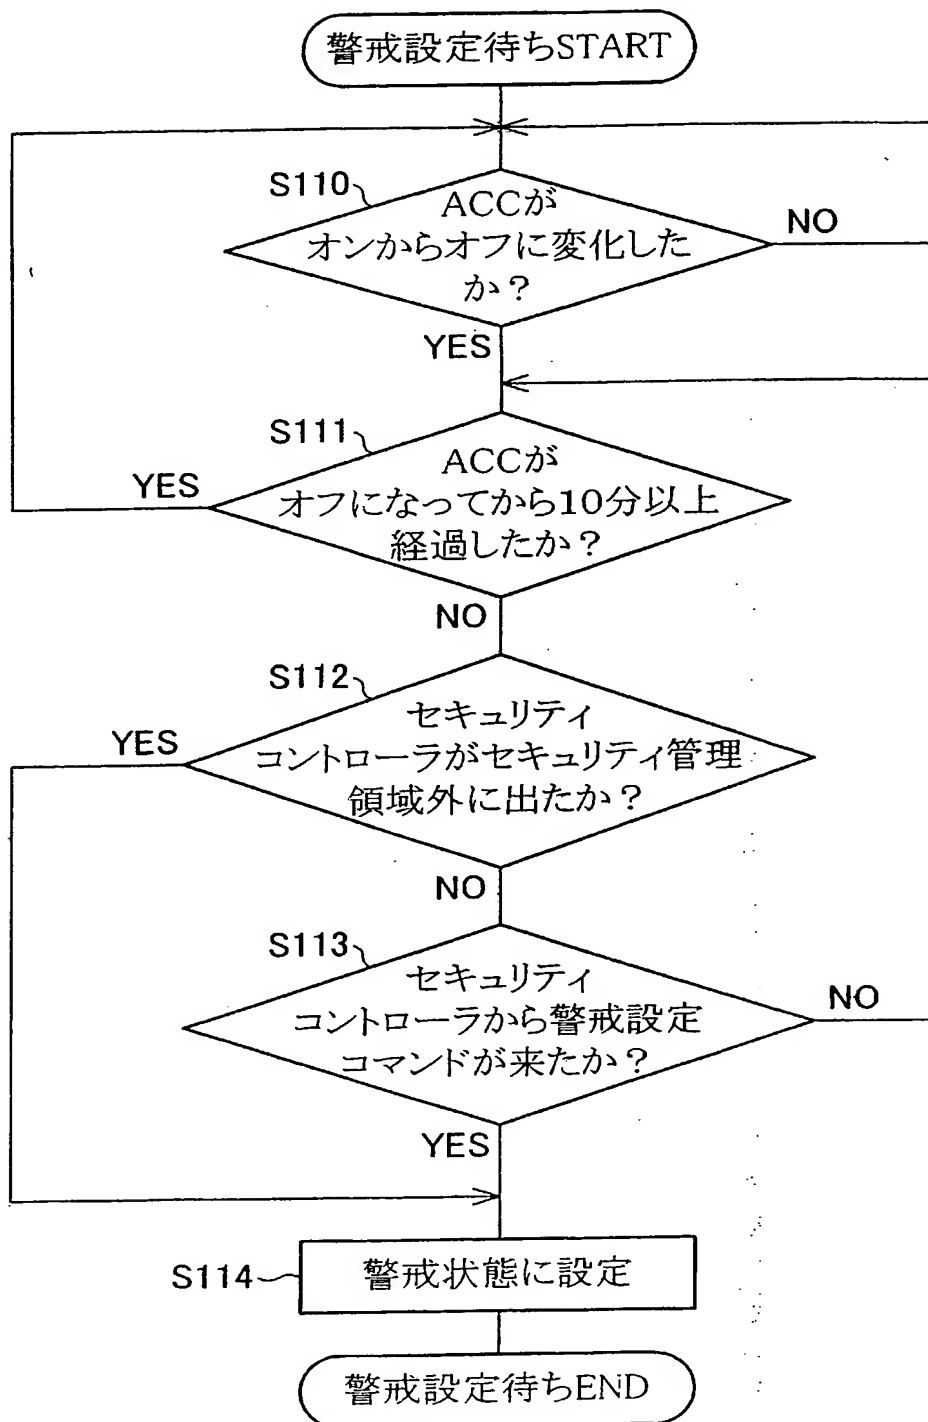 警戒設定待ちSTART
S110
ACCが
オンからオフに変化した
か？
NO
YES
S111
ACCが
オフになってから10分以上
経過したか？
YES
NO
S112
セキュリティ
コントローラがセキュリティ管理
領域外に出たか？
YES
NO
S113
セキュリティ
コントローラから警戒設定
コマンドが来たか？
NO
YES
S114
警戒状態に設定
警戒設定待ちEND